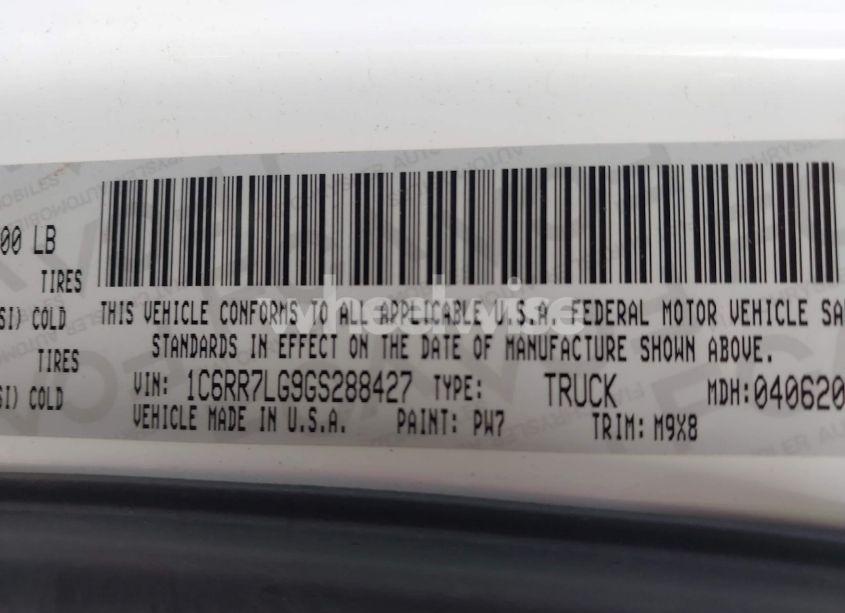 00 LB
TIRES
SI) COLD
TIRES
SI) COLD
THIS VEHICLE CONFORMS TO ALL APPLICABLE U.S.A. FEDERAL MOTOR VEHICLE SA
STANDARDS IN EFFECT ON THE DATE OF MANUFACTURE SHOWN ABOVE.
VIN: 1C6RR7LG9GS288427 TYPE: TRUCK MDH:040620
VEHICLE MADE IN U.S.A. PAINT: PW7 TRIM: M9X8
wheelwise